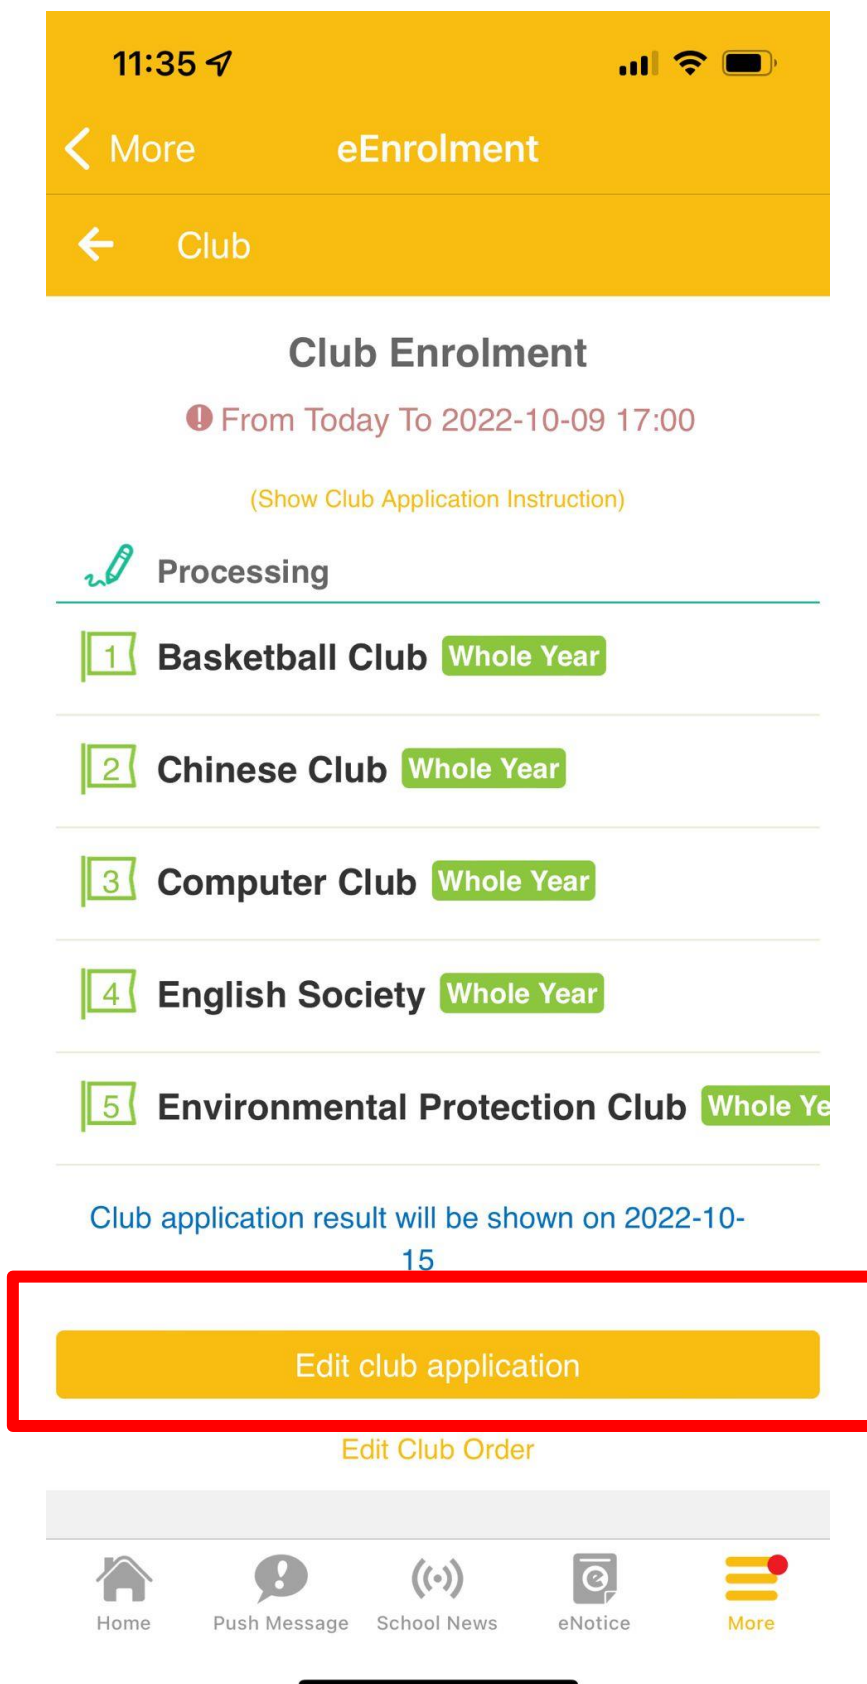 11:35
More eEnrolment
Club
Club Enrolment
From Today To 2022-10-09 17:00
(Show Club Application Instruction)
Processing
1 Basketball Club Whole Year
2 Chinese Club Whole Year
3 Computer Club Whole Year
4 English Society Whole Year
5 Environmental Protection Club Whole Ye
Club application result will be shown on 2022-10-
15
Edit club application
Edit Club Order
Home Push Message School News eNotice More